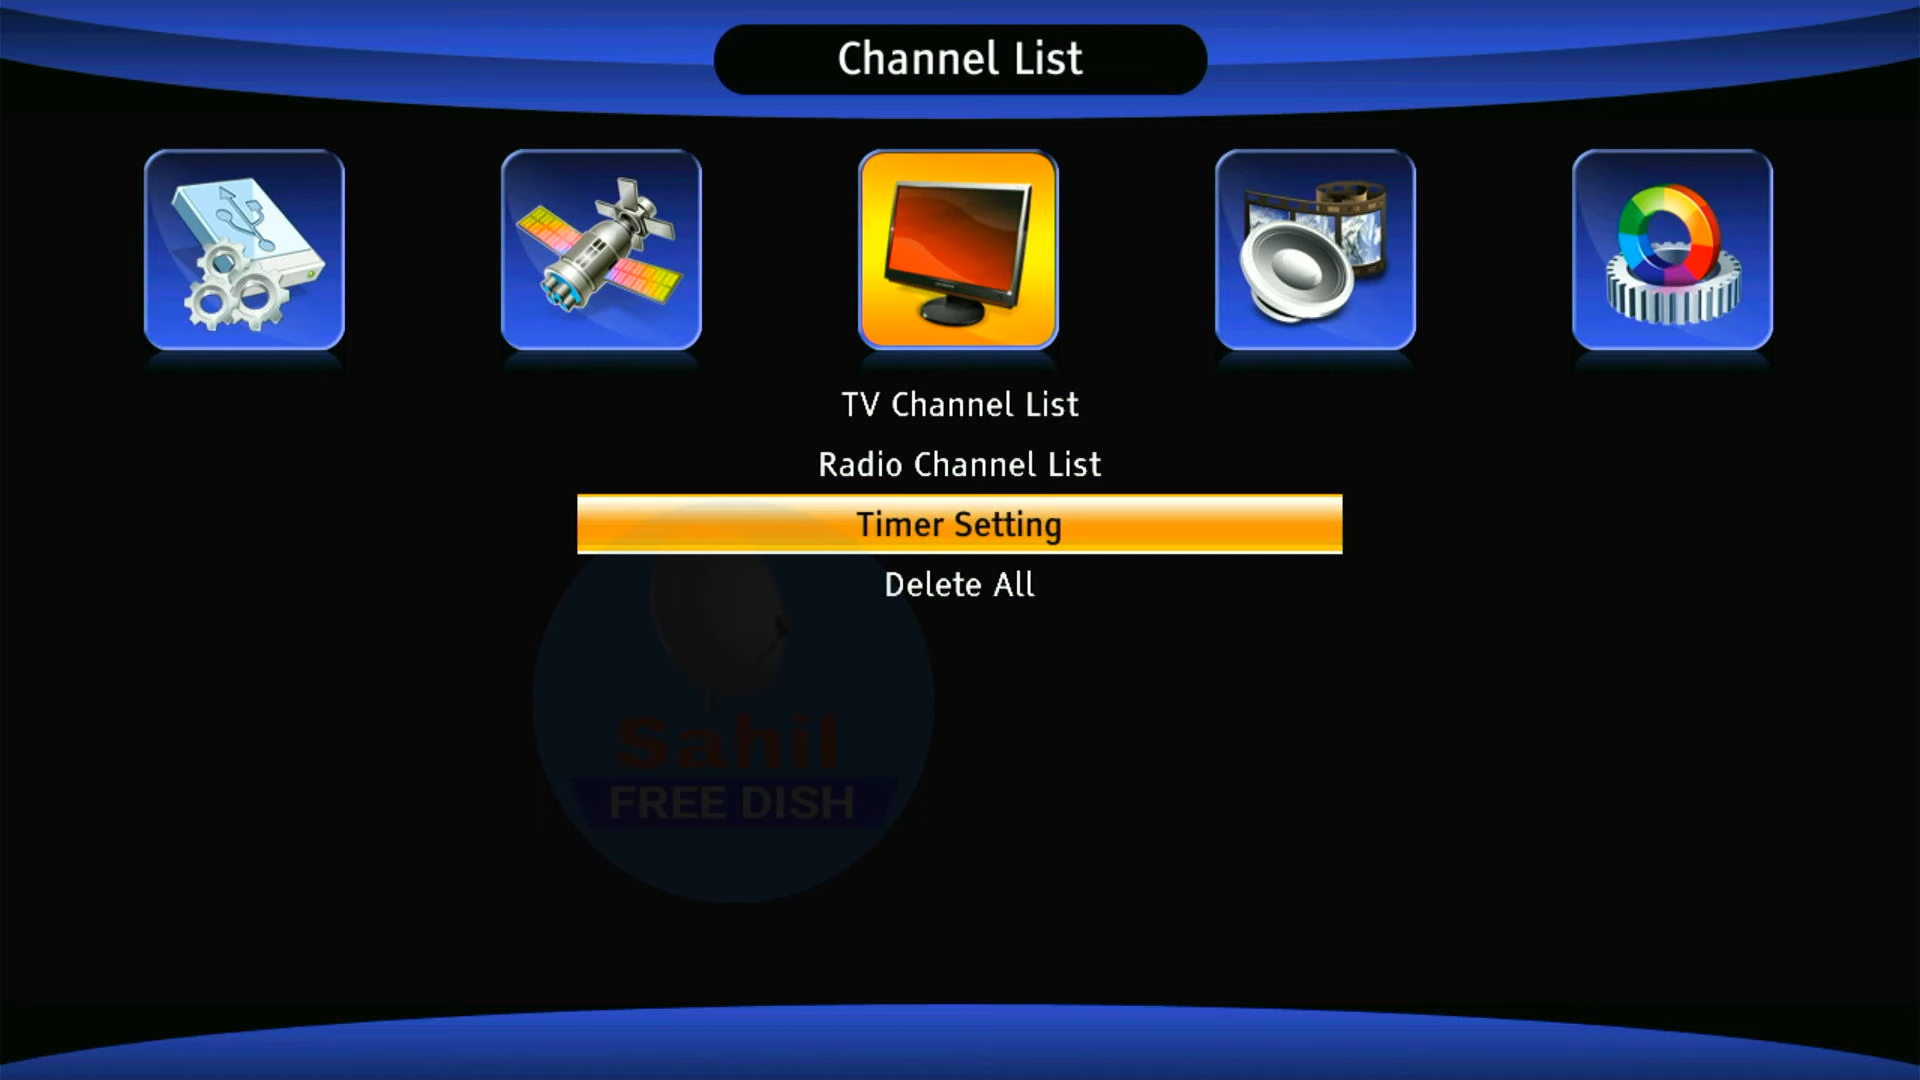 Channel List
TV Channel List
Radio Channel List
Timer Setting
Delete All
Sahil
FREE DISH